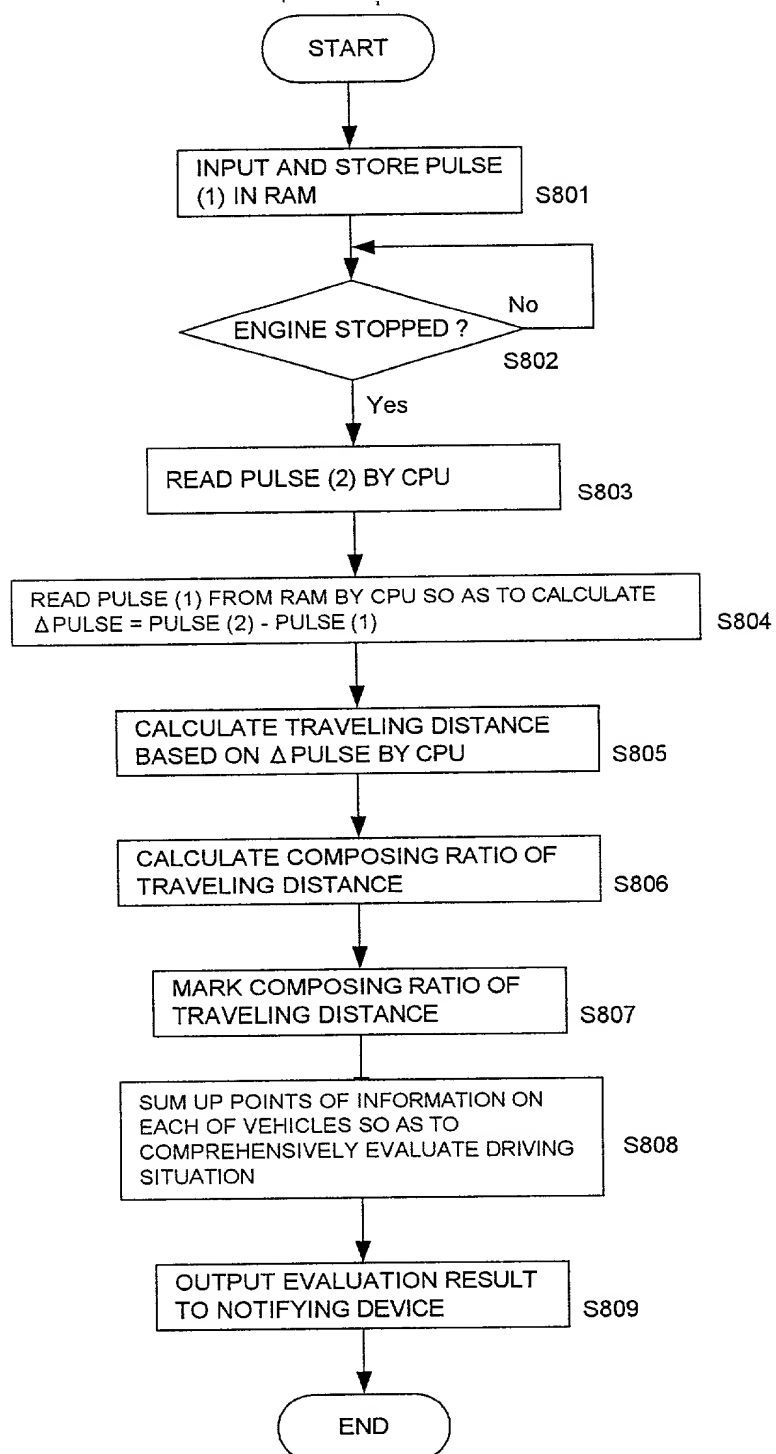 START
INPUT AND STORE PULSE
(1) IN RAM
S801
No
ENGINE STOPPED ?
S802
Yes
READ PULSE (2) BY CPU
S803
READ PULSE (1) FROM RAM BY CPU SO AS TO CALCULATE
Δ PULSE = PULSE (2) - PULSE (1)
S804
CALCULATE TRAVELING DISTANCE
BASED ON Δ PULSE BY CPU
S805
CALCULATE COMPOSING RATIO OF
TRAVELING DISTANCE
S806
MARK COMPOSING RATIO OF
TRAVELING DISTANCE
S807
SUM UP POINTS OF INFORMATION ON
EACH OF VEHICLES SO AS TO
COMPREHENSIVELY EVALUATE DRIVING
SITUATION
S808
OUTPUT EVALUATION RESULT
TO NOTIFYING DEVICE
S809
END